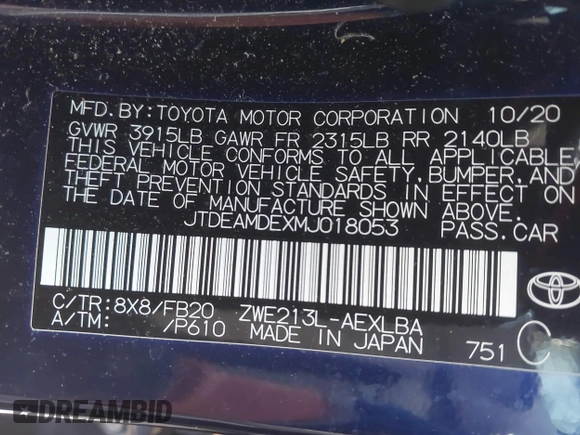 MFD.BY:TOYOTA MOTOR CORPORATION 10/20
GVWR 3915LB GAWR FR 2315LB RR 2140LB
THIS VEHICLE CONFORMS TO ALL APPLICABLE
FEDERAL MOTOR VEHICLE SAFETY,BUMPER,AND
THEFT PREVENTION STANDARDS IN EFFECT ON
THE DATE OF MANUFACTURE SHOWN ABOVE.
JTDEAMDEXMJ018053 PASS.CAR
C/TR:8X8/FB20 ZWE213L-AEXLBA
A/TM: /P610 MADE IN JAPAN 751 C
DREAMBID